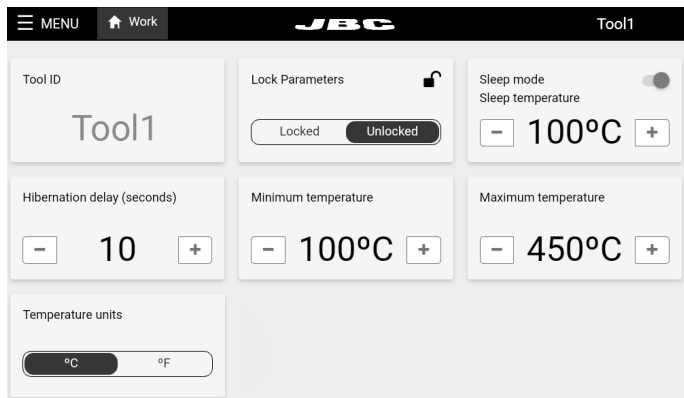 MENU Work JBC Tool1
Tool ID
Tool1
Lock Parameters
Locked Unlocked
Sleep mode
Sleep temperature
- 100ºC +
Hibernation delay (seconds)
- 10 +
Minimum temperature
- 100ºC +
Maximum temperature
- 450ºC +
Temperature units
ºC ºF